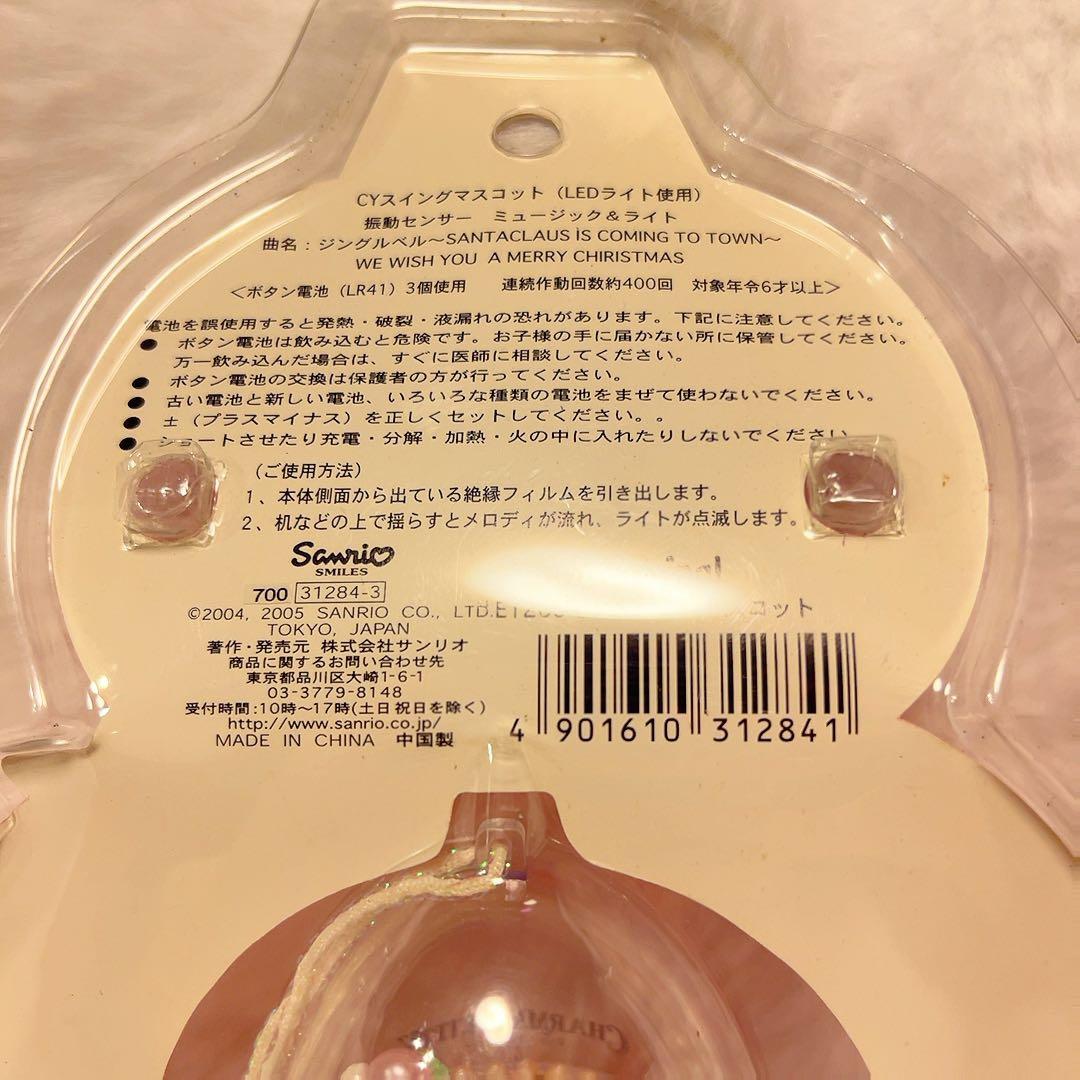 CYスイングマスコット（LEDライト使用）
振動センサー　ミュージック＆ライト
曲名：ジングルベル〜SANTACLAUS IS COMING TO TOWN〜
WE WISH YOU A MERRY CHIRISTMAS
＜ボタン電池（LR41）3個使用　連続作動回数約400回　対象年令6才以上＞
電池を誤使用すると発熱・破裂・液漏れの恐れがあります。下記に注意してください。
● ボタン電池は飲み込むと危険です。お子様の手に届かない所に保管してください。
万一飲み込んだ場合は、すぐに医師に相談してください。
● ボタン電池の交換は保護者の方が行ってください。
● 古い電池と新しい電池、いろいろな種類の電池をまぜて使わないでください。
● ±（プラスマイナス）を正しくセットしてください。。
● ショートさせたり充電・分解・加熱・火の中に入れたりしないでください
（ご使用方法）
1、本体側面から出ている絶縁フィルムを引き出します。
2、机などの上で揺らすとメロディが流れ、ライトが点滅します。
Sanrio
SMILES
700 31284-3
©2004, 2005 SANRIO CO., LTD. コット
TOKYO, JAPAN
著作・発売元 株式会社サンリオ
商品に関するお問い合わせ先
東京都品川区大崎1-6-1
03-3779-8148
受付時間:10時〜17時(土日祝日を除く)
http://www.sanrio.co.jp/
MADE IN CHINA 中国製
4 901610 312841